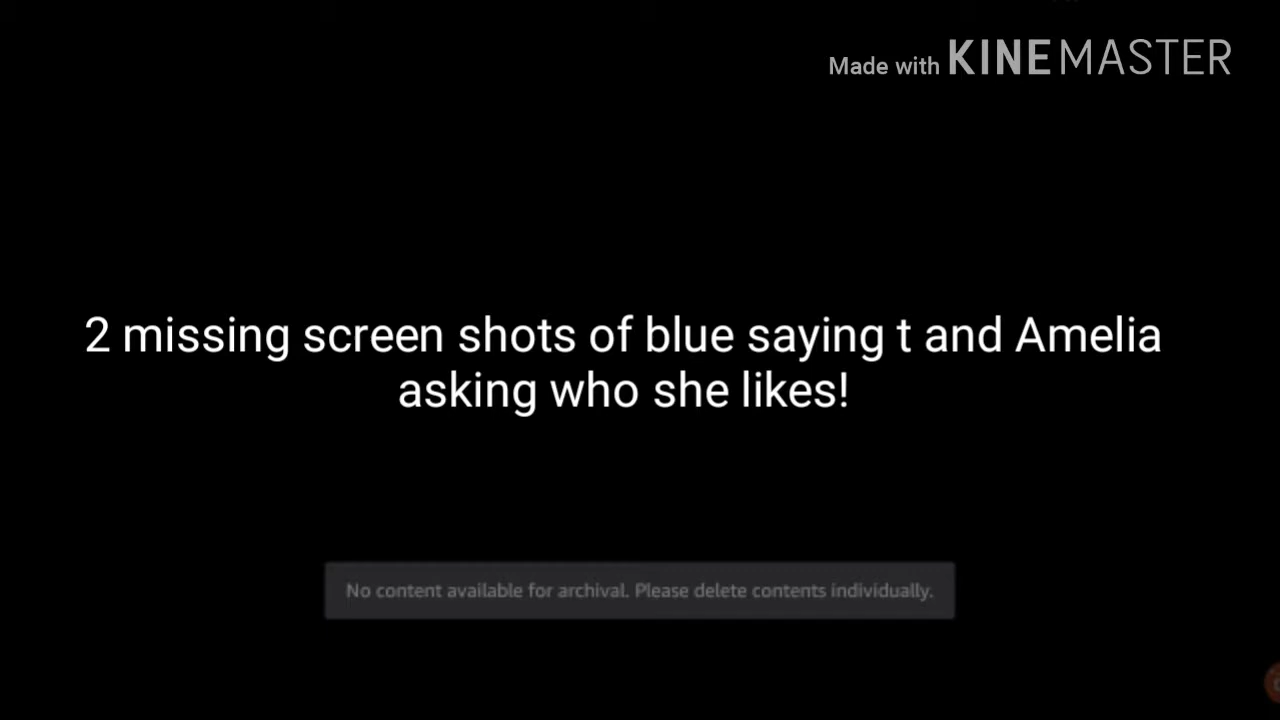 Made with KINEMASTER
2 missing screen shots of blue saying t and Amelia
asking who she likes!
No content available for archival. Please delete contents individually.